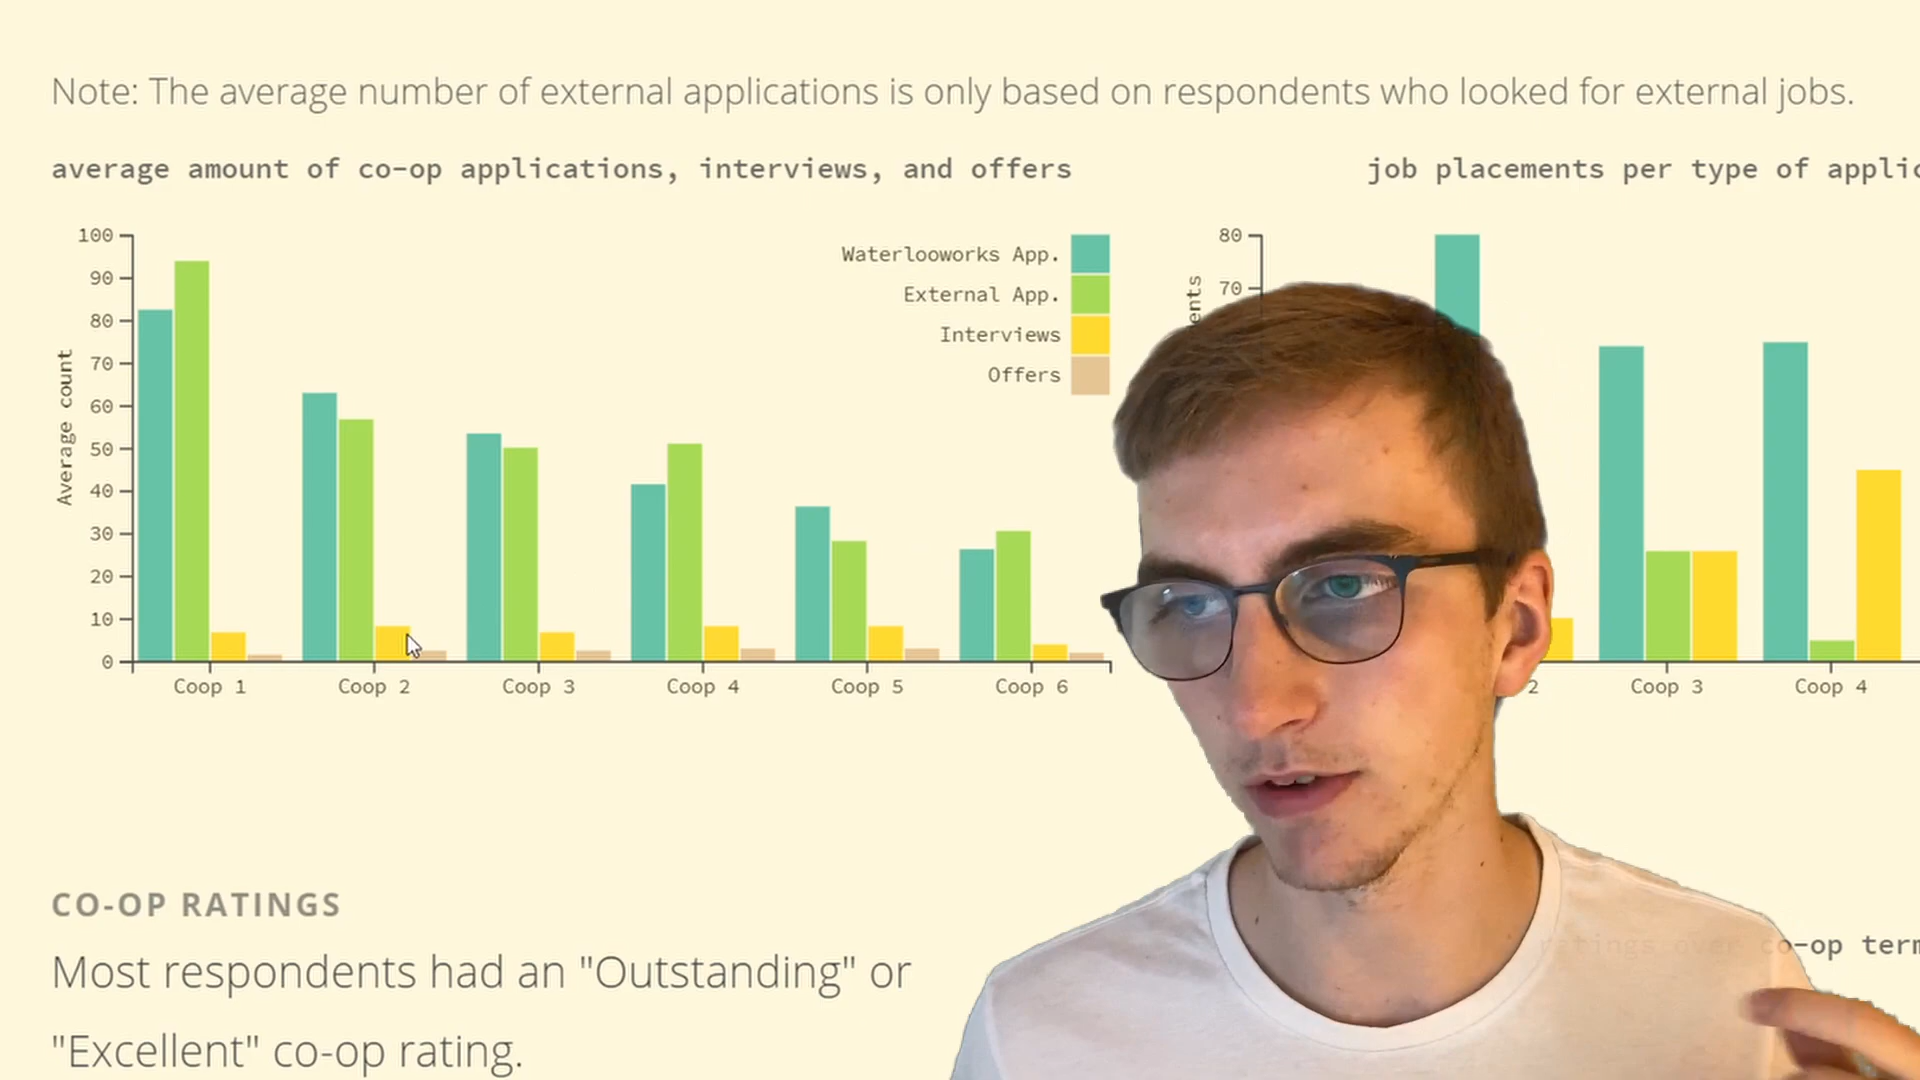 Note: The average number of external applications is only based on respondents who looked for external jobs.
average amount of co-op applications, interviews, and offers
job placements per type of applic
100
90
80
70
60
50
40
30
20
10
0
Average count
Waterlooworks App.
External App.
Interviews
Offers
Coop 1
Coop 2
Coop 3
Coop 4
Coop 5
Coop 6
80
70
ents
2
Coop 3
Coop 4
CO-OP RATINGS
Most respondents had an "Outstanding" or
"Excellent" co-op rating.
ratings over co-op term